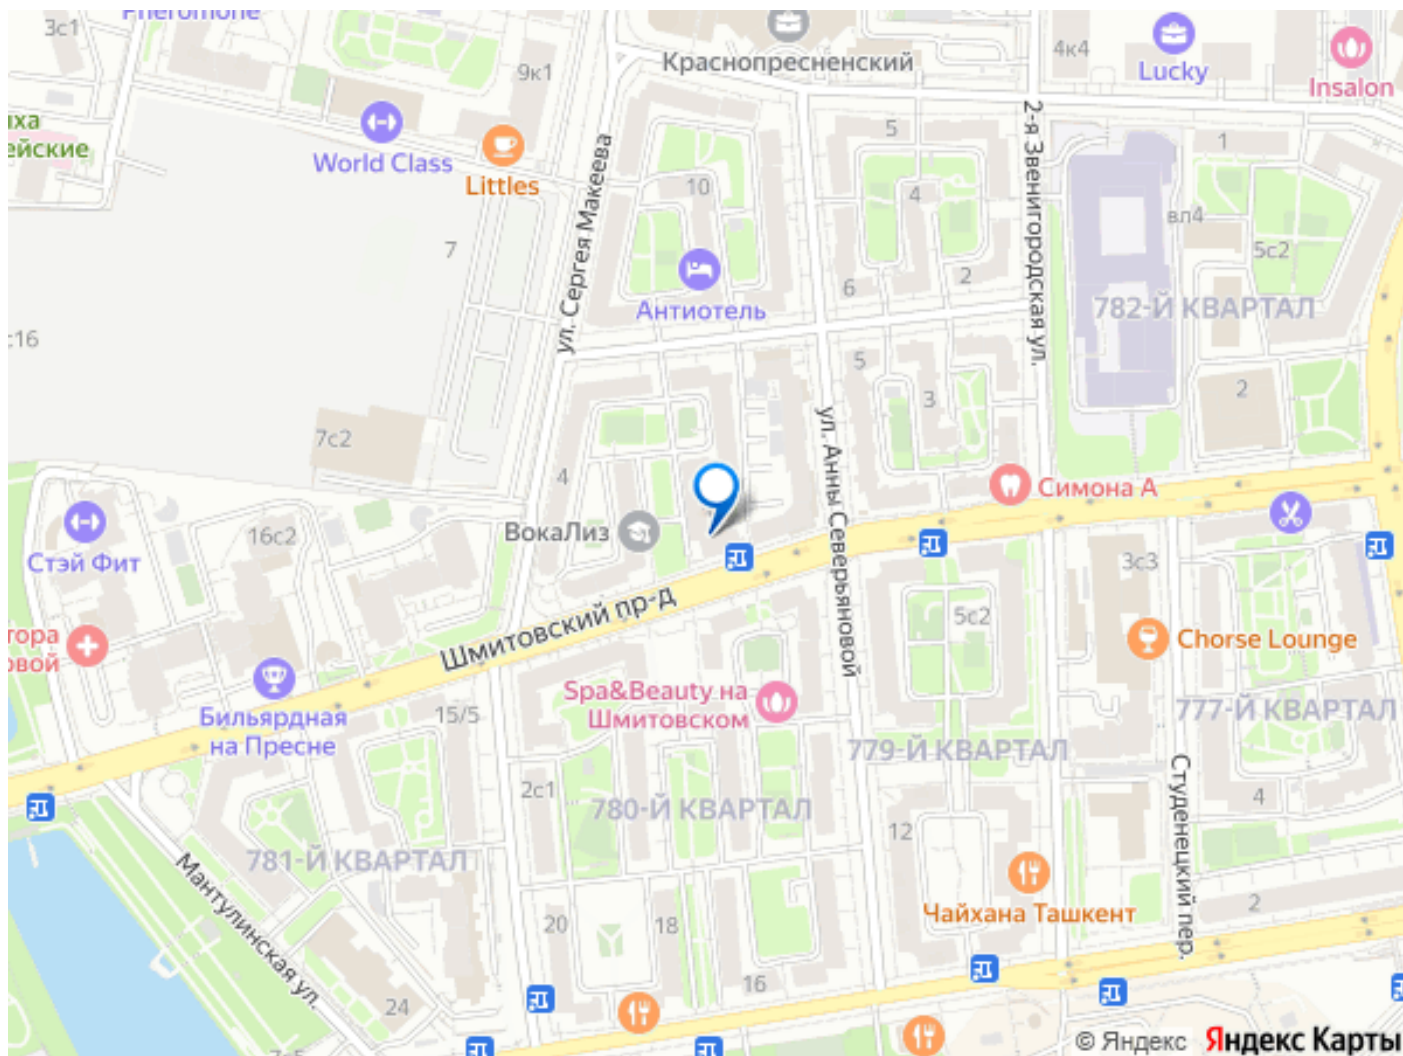 Pheromone
3с1
9к1
Краснопресненский
4к4
Lucky
Insalon
ейские
World Class
Littles
ул. Сергея Макеева
10
5
4
2-я Звенигородская ул.
1
вл4
5с2
7
Антиотель
6
2
782-Й КВАРТАЛ
с16
5
3
2
7с2
4
ул. Анны Северьяновой
Симона А
ВокаЛиз
16с2
Стэй Фит
3с3
Шмитовский пр-д
5с2
Chorse Lounge
тора
овой
Spa&Beauty на
Шмитовском
Бильярдная
на Пресне
15/5
777-Й КВАРТАЛ
779-Й КВАРТАЛ
2с1
780-Й КВАРТАЛ
Студенецкий пер.
4
12
781-Й КВАРТАЛ
Мантулинская ул.
20
18
Чайхана Ташкент
2
16
24
© Яндекс Яндекс Карты